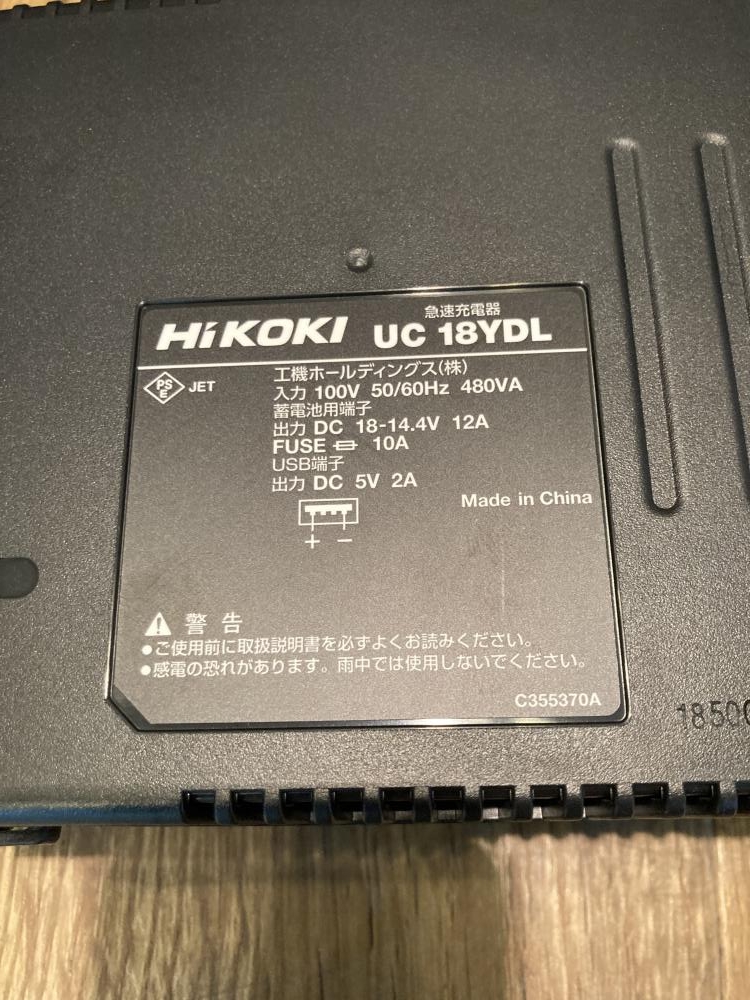 急速充電器
HiKOKI UC 18YDL
PS E JET
工機ホールディングス(株)
入力 100V 50/60Hz 480VA
蓄電池用端子
出力 DC 18-14.4V 12A
FUSE 10A
USB端子
出力 DC 5V 2A
Made in China
+ −
警告
●ご使用前に取扱説明書を必ずよくお読みください。
●感電の恐れがあります。雨中では使用しないでください。
C355370A